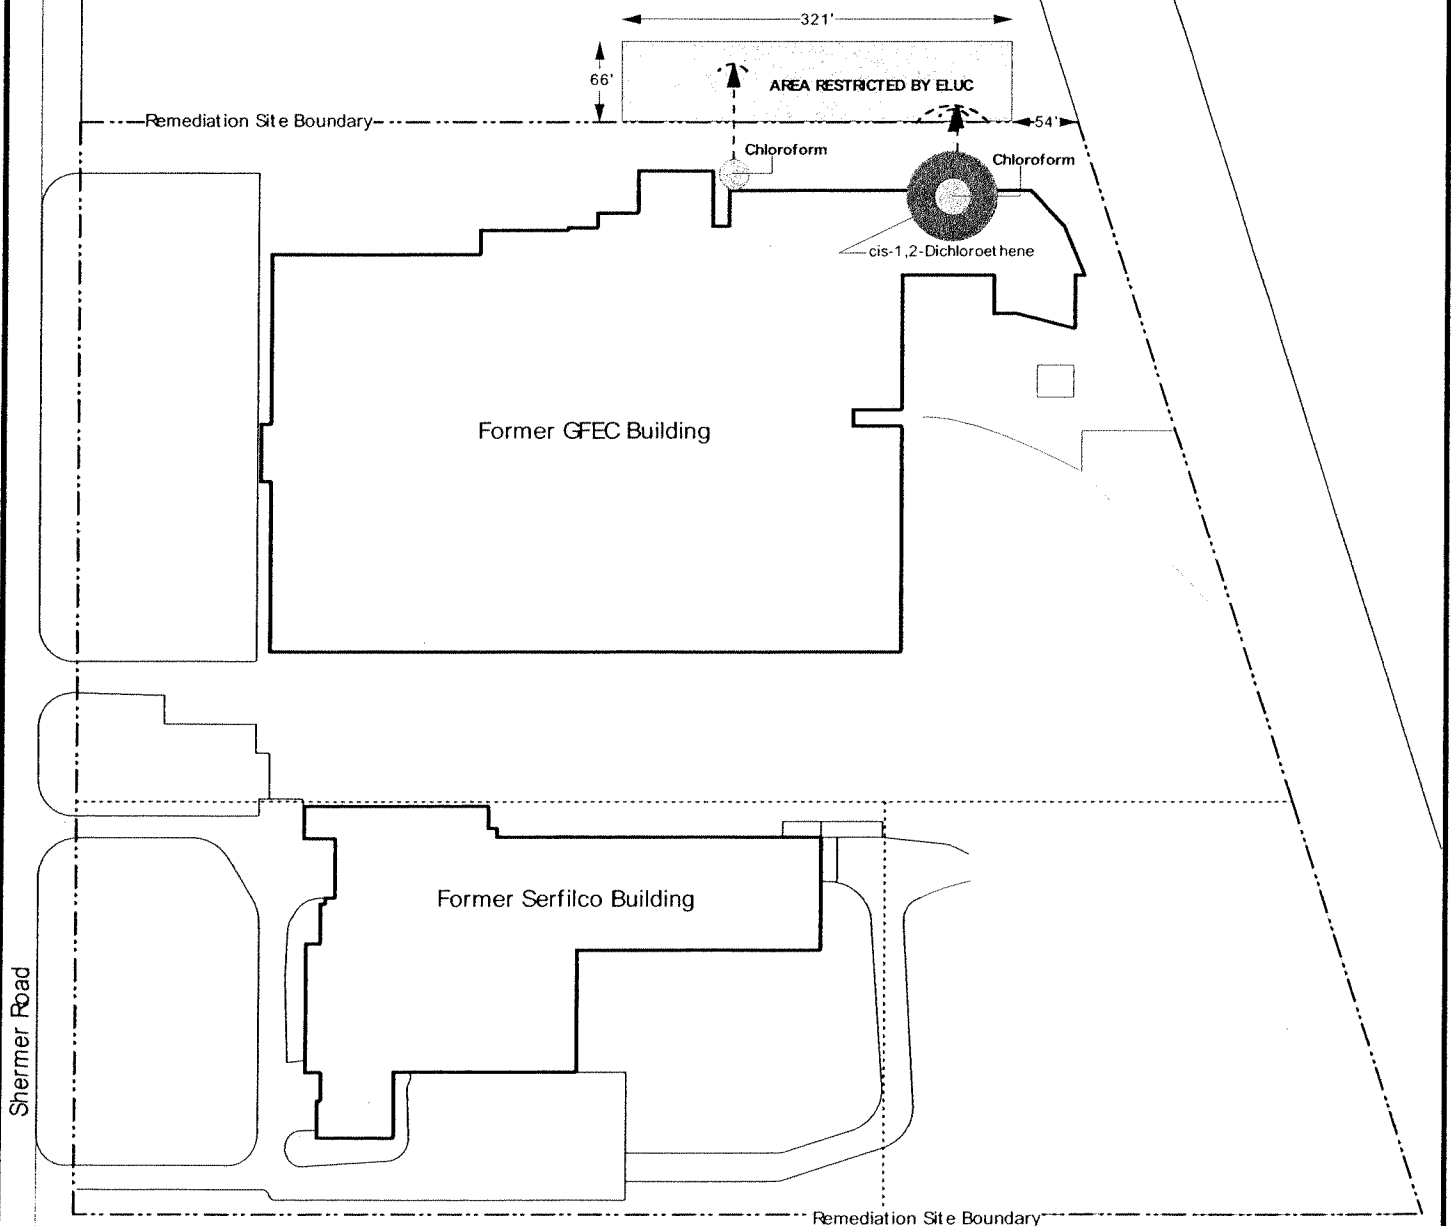 321'
66'
AREA RESTRICTED BY ELUC
Remediation Site Boundary
54'
Chloroform
Chloroform
cis-1,2-Dichloroethene
Former GFEC Building
Former Serfilco Building
Shermer Road
Remediation Site Boundary